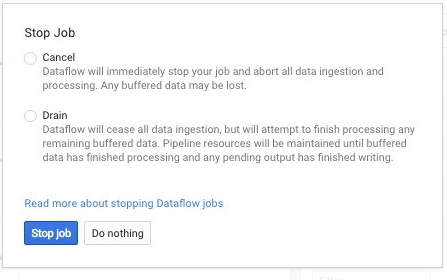 Stop Job
Cancel
Dataflow will immediately stop your job and abort all data ingestion and
processing. Any buffered data may be lost.
Drain
Dataflow will cease all data ingestion, but will attempt to finish processing any
remaining buffered data. Pipeline resources will be maintained until buffered
data has finished processing and any pending output has finished writing.
Read more about stopping Dataflow jobs
Stop job Do nothing